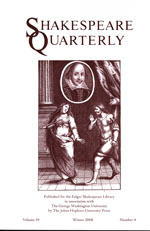 SHAKESPEARE
QUARTERLY
Published for the Folger Shakespeare Library
in association with
The George Washington University
by The Johns Hopkins University Press
Volume 59
Winter 2008
Number 4